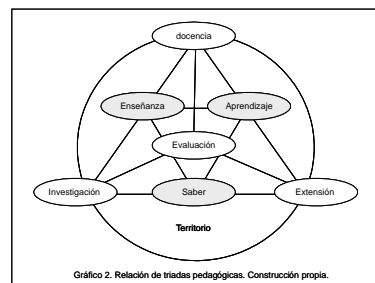 docencia
Enseñanza
Aprendizaje
Evaluación
Investigación
Saber
Extensión
Territorio
Gráfico 2. Relación de triadas pedagógicas. Construcción propia.